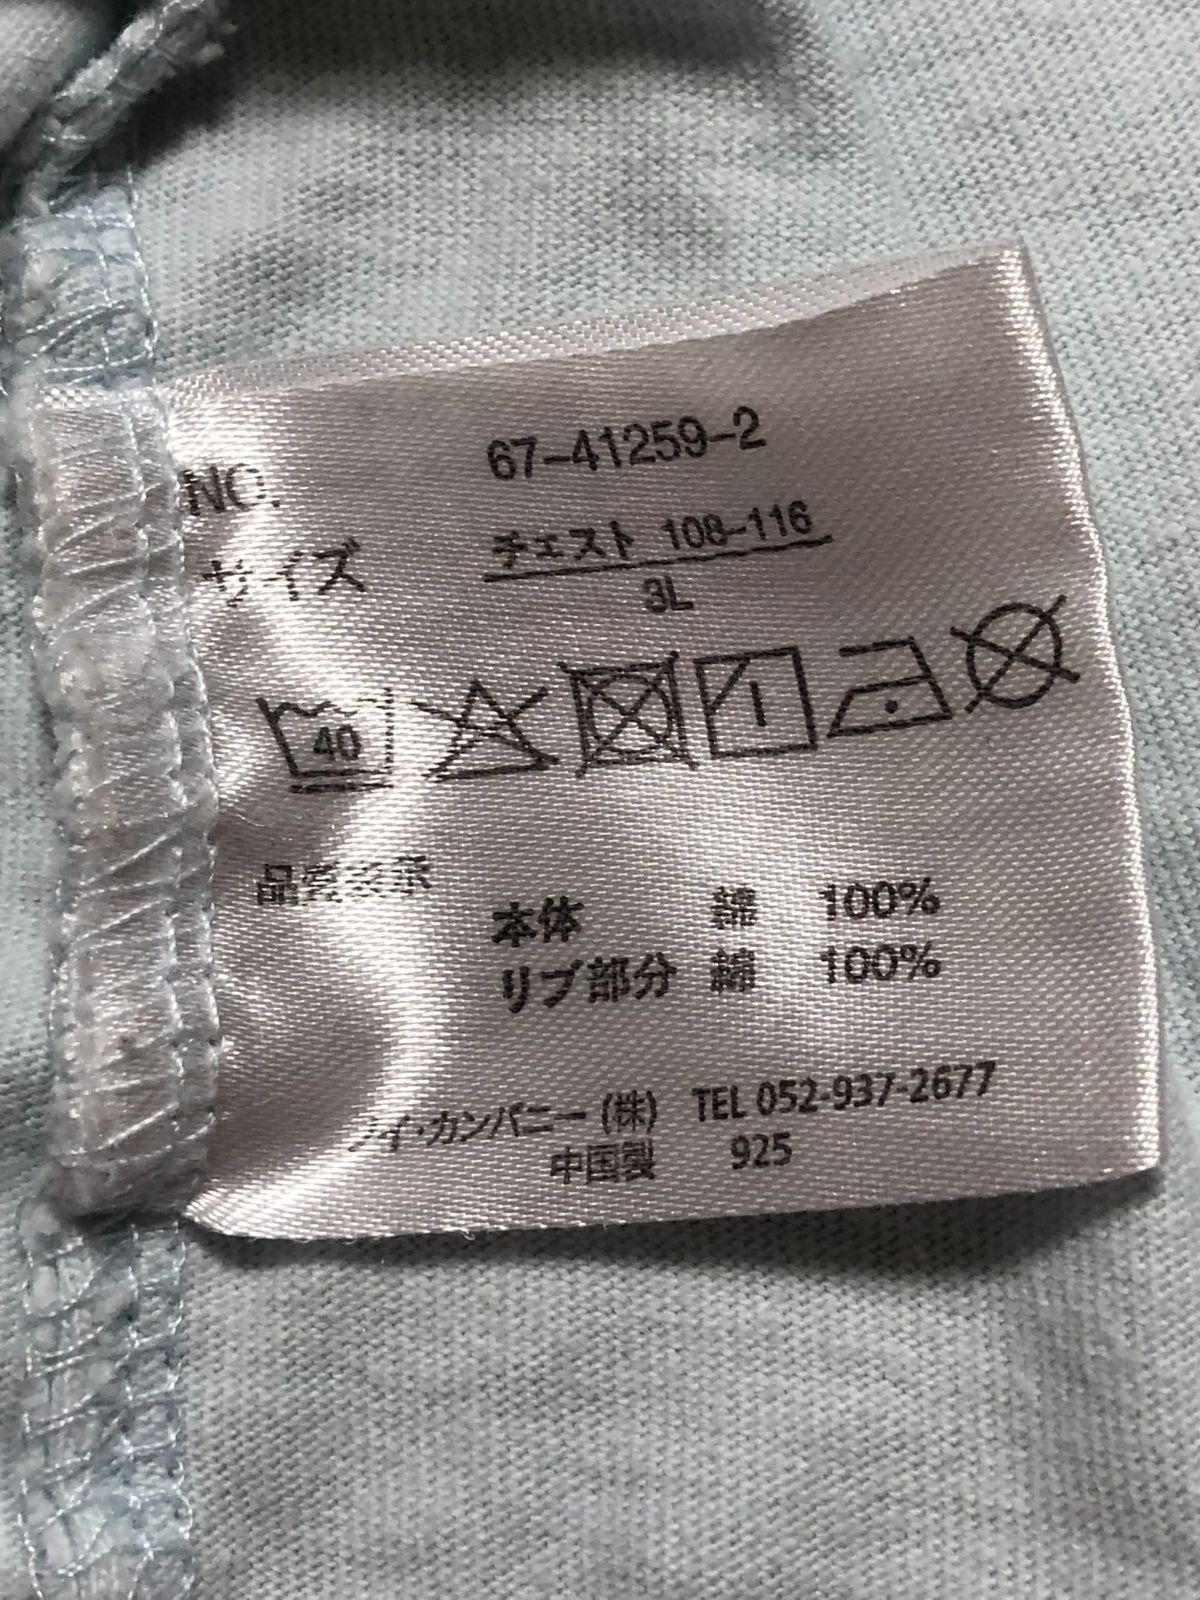 NO. 67-41259-2
サイズ チェスト 108-116
3L
40
品質表示
本体 綿 100%
リブ部分 綿 100%
イ・カンパニー (株) TEL 052-937-2677
中国製 925